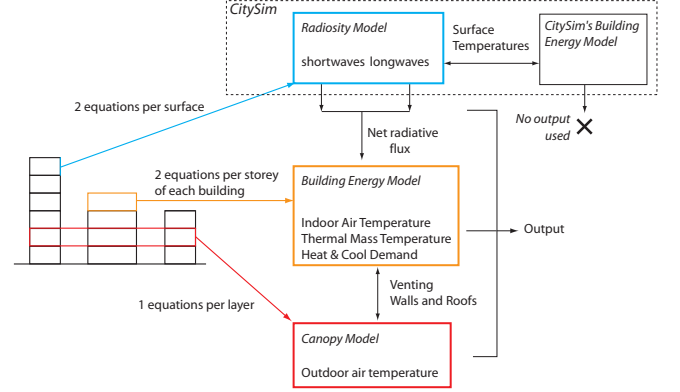 CitySim
Radiosity Model
shortwaves longwaves
Surface
Temperatures
CitySim's Building
Energy Model
2 equations per surface
No output
used
Net radiative
flux
2 equations per storey
of each building
Building Energy Model
Indoor Air Temperature
Thermal Mass Temperature
Heat & Cool Demand
Output
Venting
Walls and Roofs
1 equations per layer
Canopy Model
Outdoor air temperature